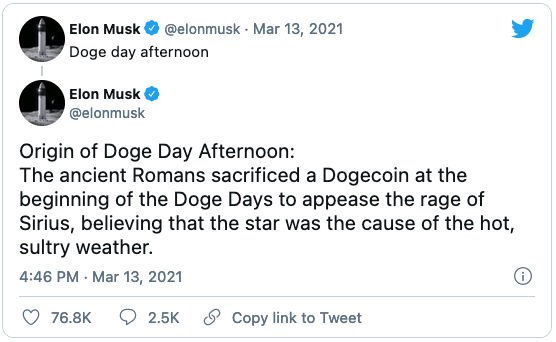 Elon Musk @elonmusk · Mar 13, 2021
Doge day afternoon
Elon Musk
@elonmusk
Origin of Doge Day Afternoon:
The ancient Romans sacrificed a Dogecoin at the
beginning of the Doge Days to appease the rage of
Sirius, believing that the star was the cause of the hot,
sultry weather.
4:46 PM · Mar 13, 2021
76.8K 2.5K Copy link to Tweet